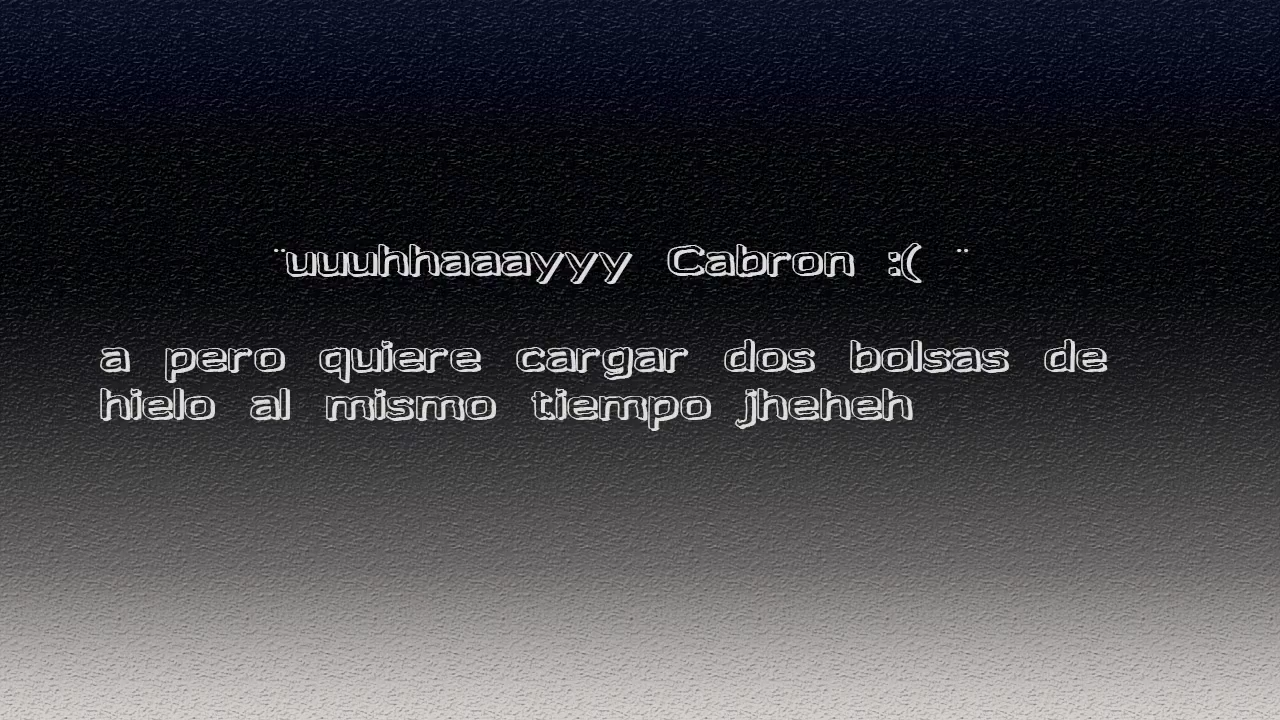 ¨uuuhhaaayyy Cabron :( ¨
a pero quiere cargar dos bolsas de
hielo al mismo tiempo jheheh